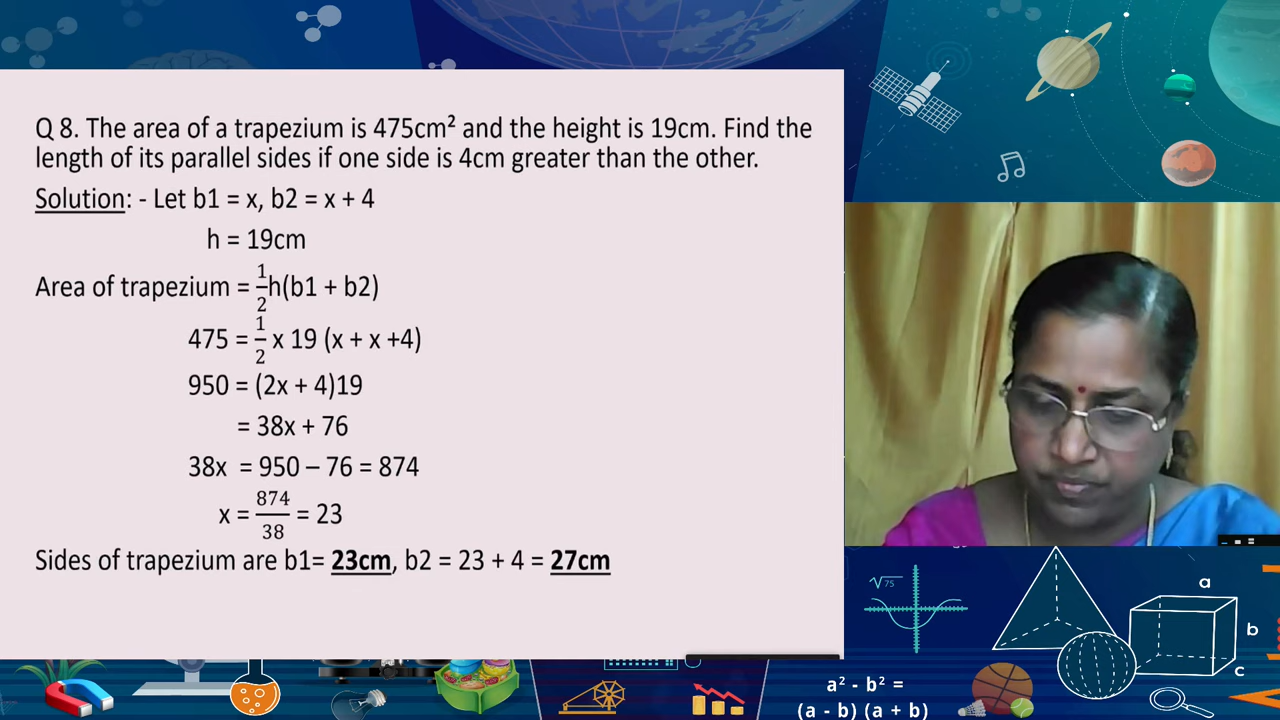 Q 8. The area of a trapezium is 475cm² and the height is 19cm. Find the
length of its parallel sides if one side is 4cm greater than the other.
Solution: - Let b1 = x, b2 = x + 4
h = 19cm
Area of trapezium = 1/2 h(b1 + b2)
475 = 1/2 x 19 (x + x +4)
950 = (2x + 4)19
= 38x + 76
38x = 950 – 76 = 874
x = 874/38 = 23
Sides of trapezium are b1= 23cm, b2 = 23 + 4 = 27cm
√75
a
b
c
a² - b² =
(a - b) (a + b)